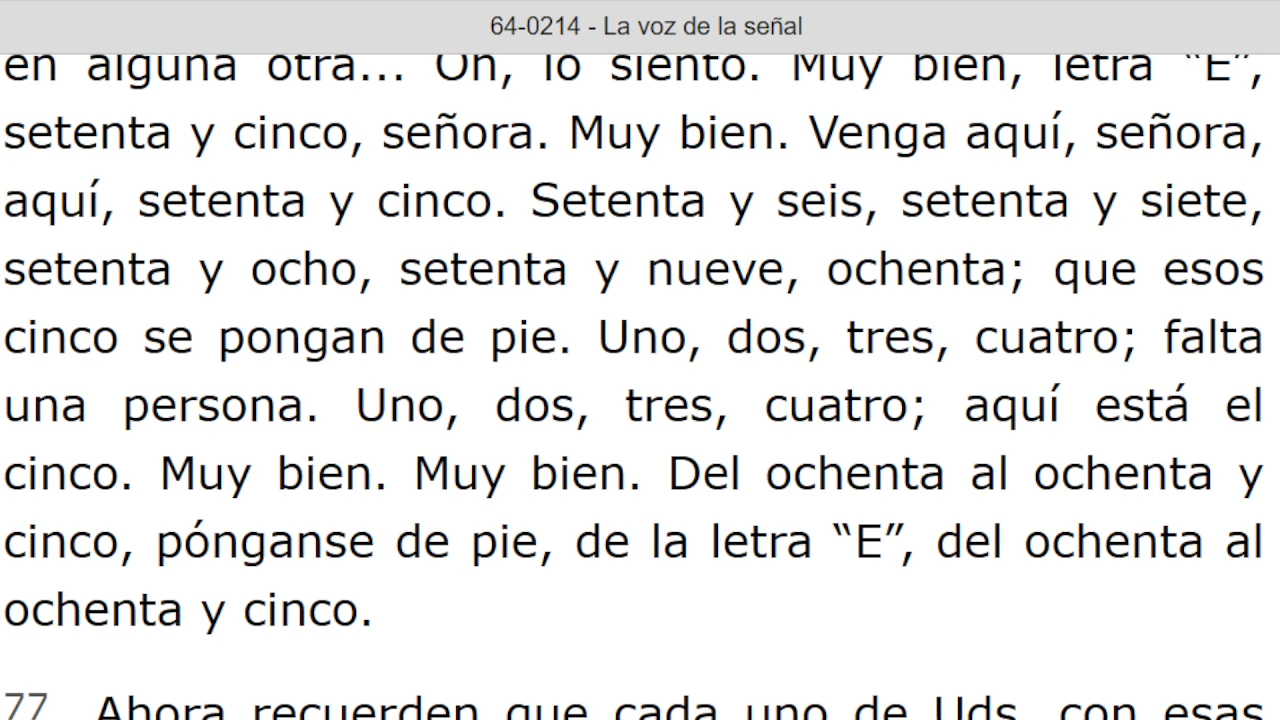 64-0214 - La voz de la señal
en alguna otra... Oh, lo siento. Muy bien, letra “E”,
setenta y cinco, señora. Muy bien. Venga aquí, señora,
aquí, setenta y cinco. Setenta y seis, setenta y siete,
setenta y ocho, setenta y nueve, ochenta; que esos
cinco se pongan de pie. Uno, dos, tres, cuatro; falta
una persona. Uno, dos, tres, cuatro; aquí está el
cinco. Muy bien. Muy bien. Del ochenta al ochenta y
cinco, pónganse de pie, de la letra “E”, del ochenta al
ochenta y cinco.
77 Ahora recuerden que cada uno de Uds. con esas